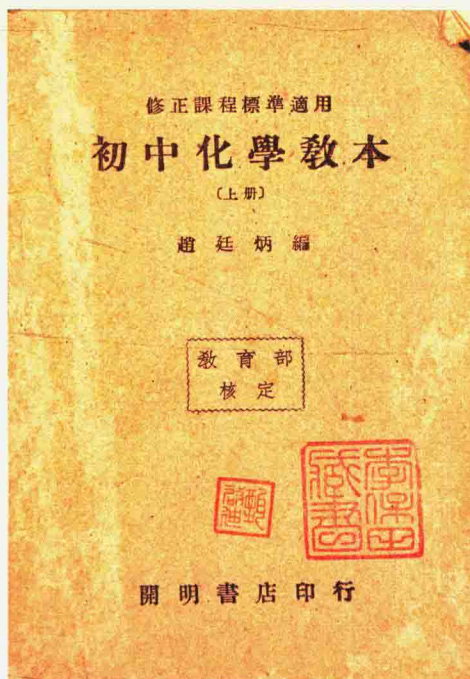 修正課程標準適用
初中化學教本
(上册)
趙廷炳編
教育部
核定
開明書店印行